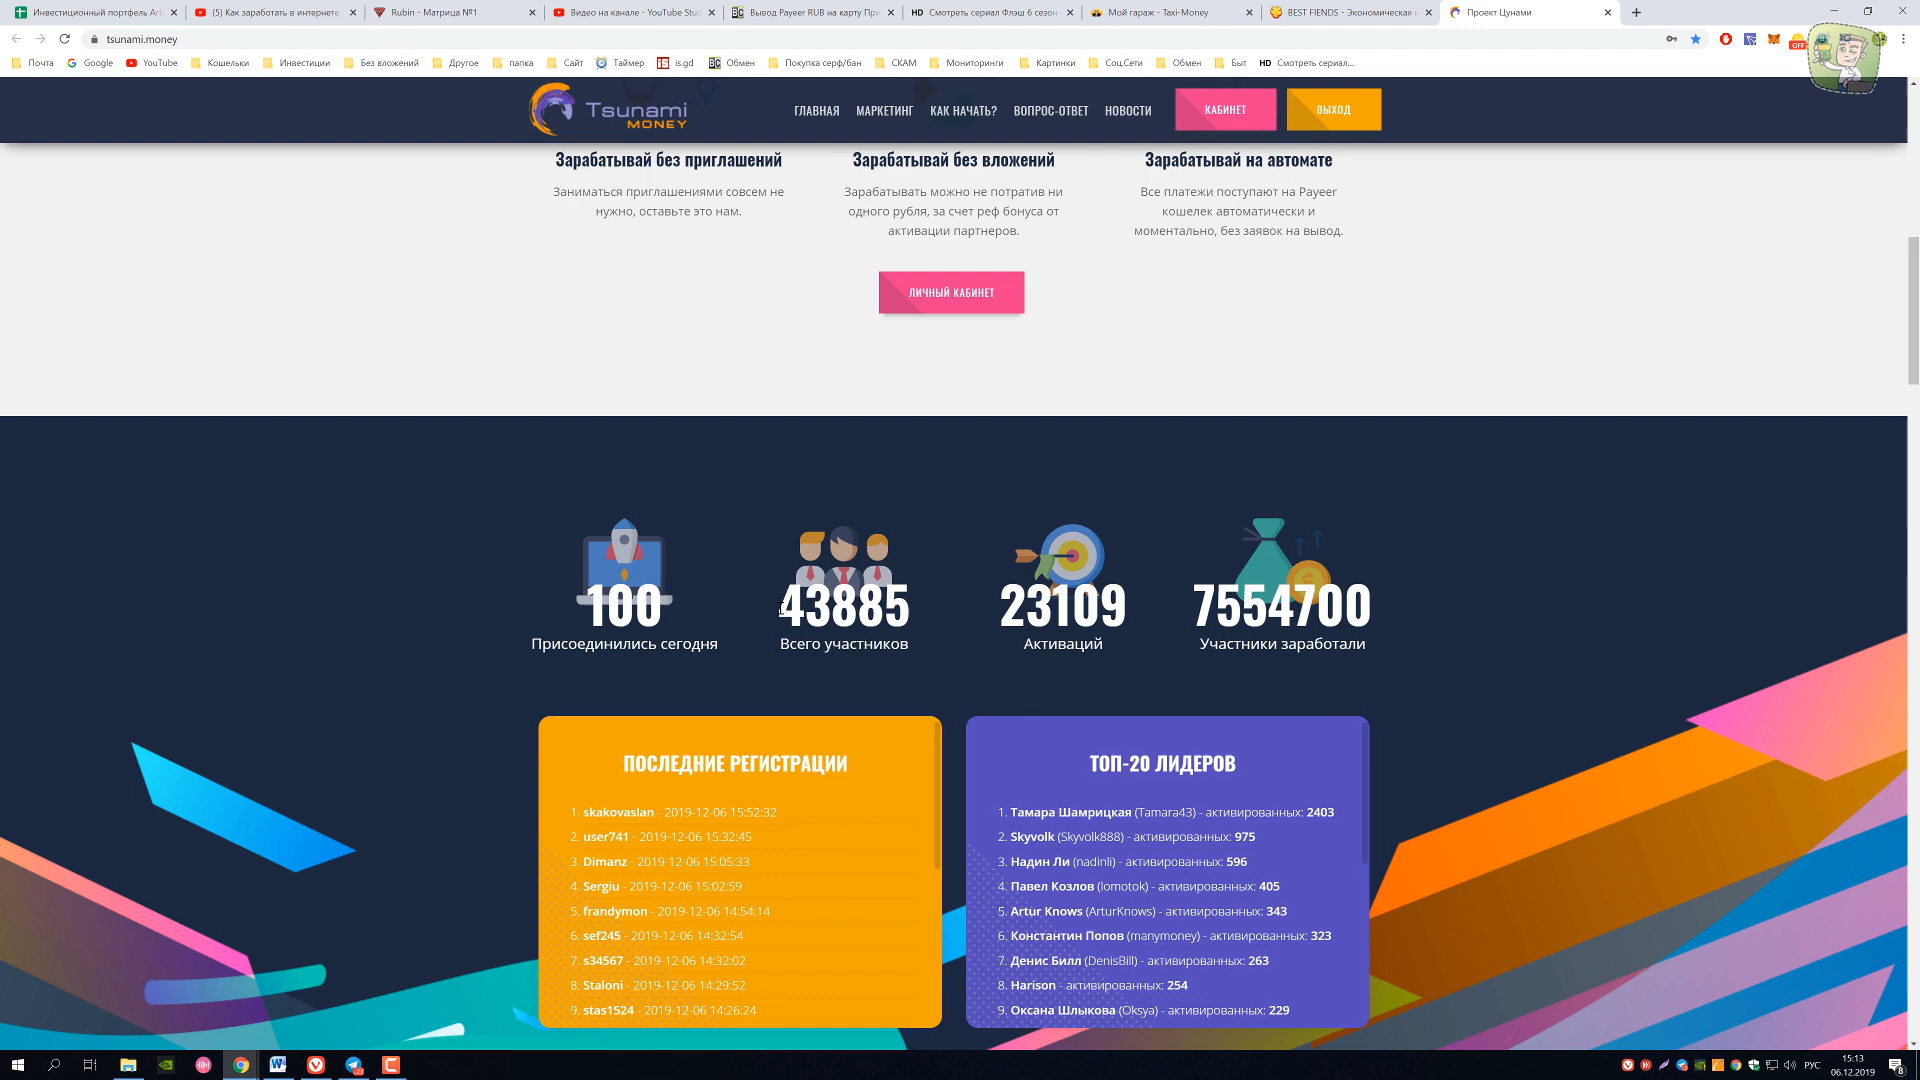 Инвестиционный портфель Art
(5) Как заработать в интернете
Rubin - Матрица №1
Видео на канале - YouTube Stud
Вывод Payeer RUB на карту При
HD Смотреть сериал Флэш 6 сезон
Мой гараж - Taxi-Money
BEST FIENDS - Экономическая и
Проект Цунами
tsunami.money
OFF
Почта
Google
YouTube
Кошельки
Инвестиции
Без вложений
Другое
папка
Сайт
Таймер
is.gd
BC Обмен
Покупка серф/бан
СКАМ
Мониторинги
Картинки
Соц.Сети
Обмен
Быт
HD Смотреть сериал...
Tsunami
MONEY
ГЛАВНАЯ
МАРКЕТИНГ
КАК НАЧАТЬ?
ВОПРОС-ОТВЕТ
НОВОСТИ
КАБИНЕТ
ВЫХОД
Зарабатывай без приглашений
Заниматься приглашениями совсем не
нужно, оставьте это нам.
Зарабатывай без вложений
Зарабатывать можно не потратив ни
одного рубля, за счет реф бонуса от
активации партнеров.
Зарабатывай на автомате
Все платежи поступают на Payeer
кошелек автоматически и
моментально, без заявок на вывод.
ЛИЧНЫЙ КАБИНЕТ
100
Присоединились сегодня
43885
Всего участников
23109
Активаций
7554700
Участники заработали
ПОСЛЕДНИЕ РЕГИСТРАЦИИ
1. skakovaslan - 2019-12-06 15:52:32
2. user741 - 2019-12-06 15:32:45
3. Dimanz - 2019-12-06 15:05:33
4. Sergiu - 2019-12-06 15:02:59
5. frandymon - 2019-12-06 14:54:14
6. sef245 - 2019-12-06 14:32:54
7. s34567 - 2019-12-06 14:32:02
8. Staloni - 2019-12-06 14:29:52
9. stas1524 - 2019-12-06 14:26:24
ТОП-20 ЛИДЕРОВ
1. Тамара Шамрицкая (Tamara43) - активированных: 2403
2. Skyvolk (Skyvolk888) - активированных: 975
3. Надин Ли (nadinli) - активированных: 596
4. Павел Козлов (lomotok) - активированных: 405
5. Artur Knows (ArturKnows) - активированных: 343
6. Константин Попов (manymoney) - активированных: 323
7. Денис Билл (DenisBill) - активированных: 263
8. Harison - активированных: 254
9. Оксана Шлыкова (Oksya) - активированных: 229
РУС
15:13
06.12.2019